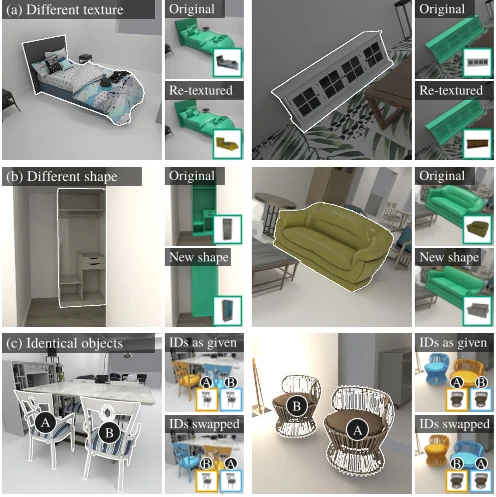 (a) Different texture
Original
Re-textured
Original
Re-textured
(b) Different shape
Original
New shape
Original
New shape
(c) Identical objects
A
B
IDs as given
A B
IDs swapped
B A
B
A
IDs as given
A B
IDs swapped
B A